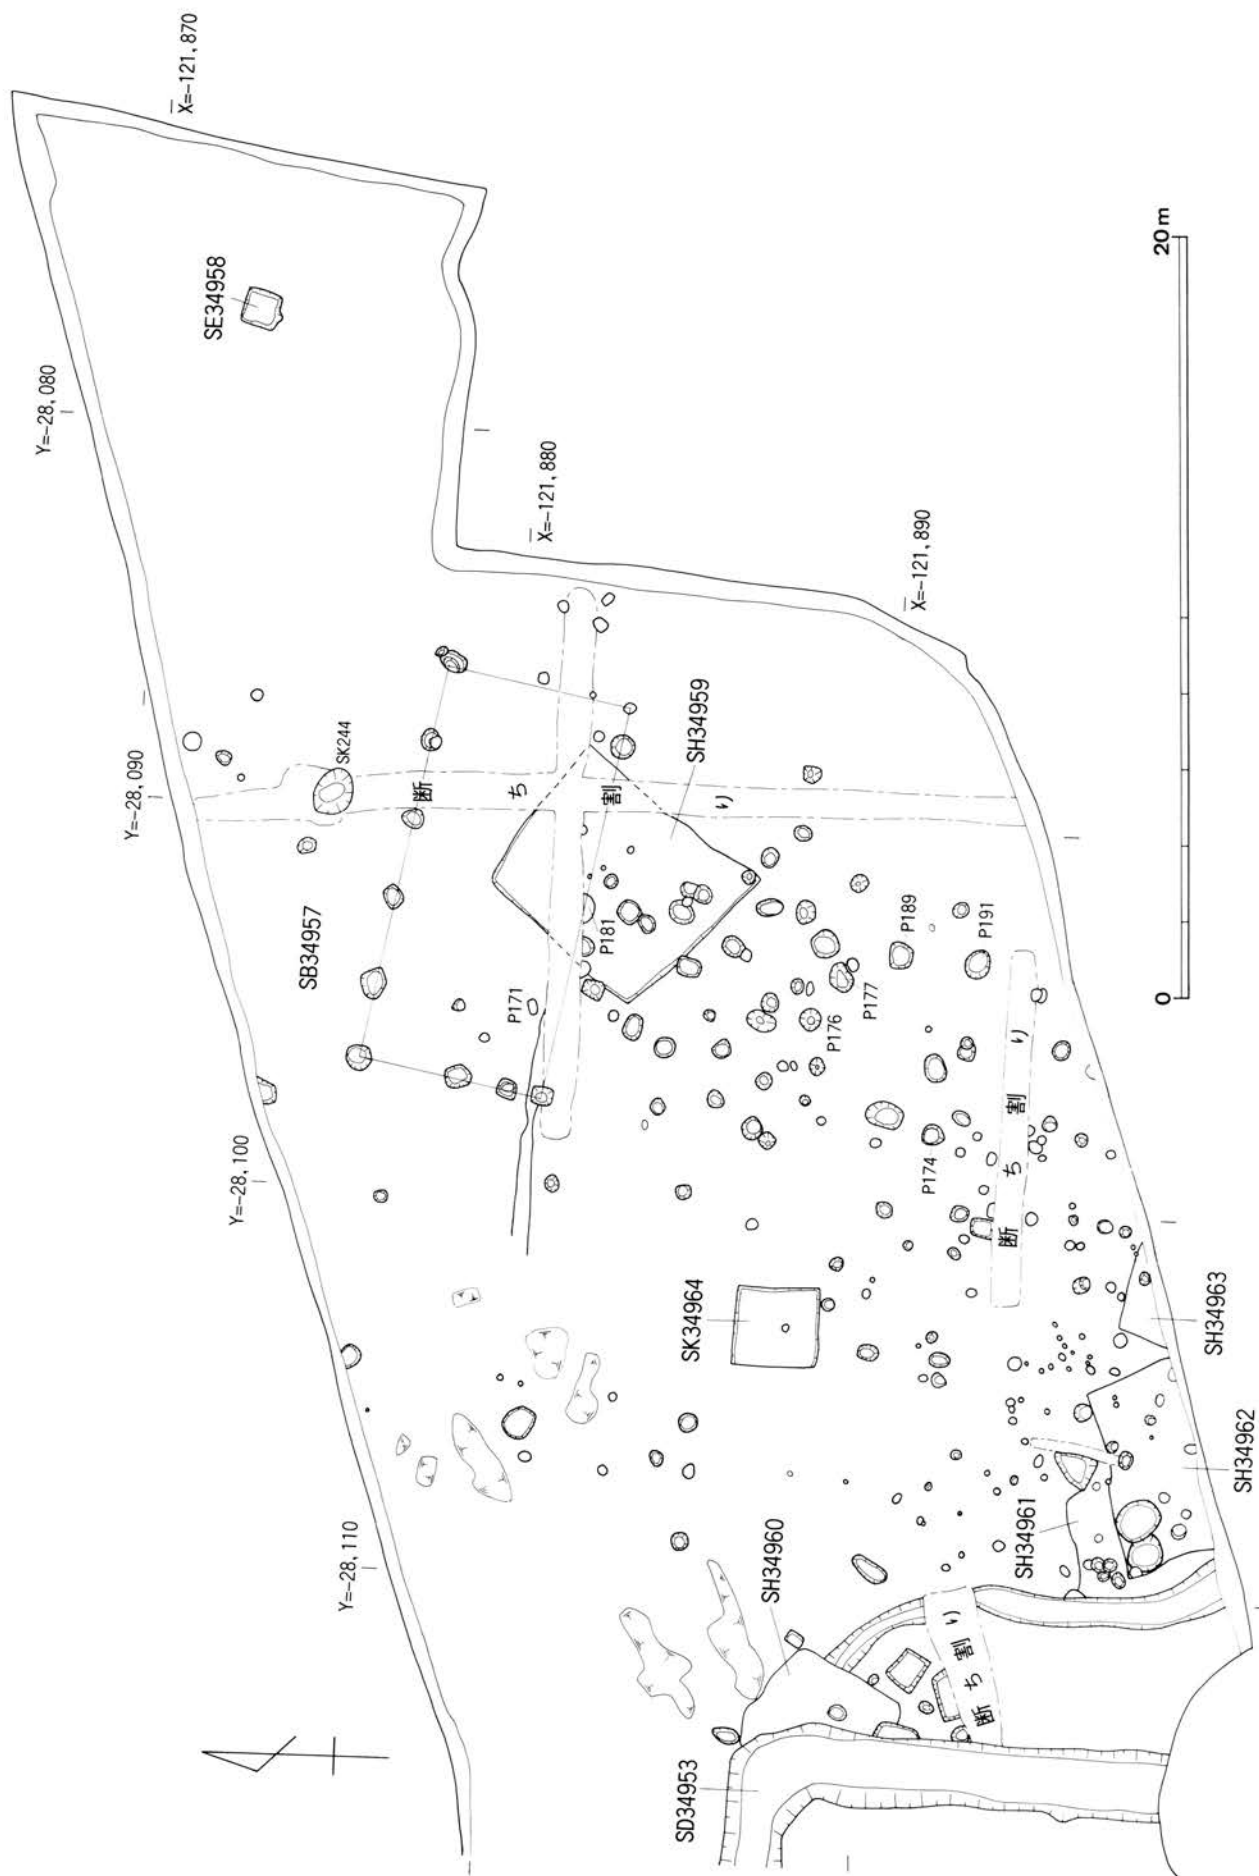 X=-121,870
SE34958
Y=-28,080
20m
X=-121,880
X=-121,890
SH34959
Y=-28,090
SK244
断ち割り
SB34957
P181
P189
P191
P171
P177
P176
0
断ち割り
P174
Y=-28,100
SK34964
SH34963
SH34962
SH34961
Y=-28,110
SH34960
断ち割り
SD34953